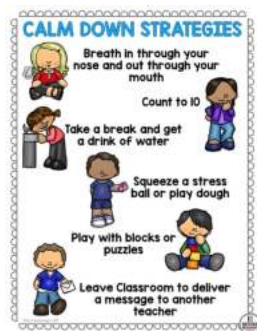 CALM DOWN STRATEGIES
Breath in through your
nose and out through your
mouth
Count to 10
Take a break and get
a drink of water
Squeeze a stress
ball or play dough
Play with blocks or
puzzles
Leave Classroom to deliver
a message to another
teacher